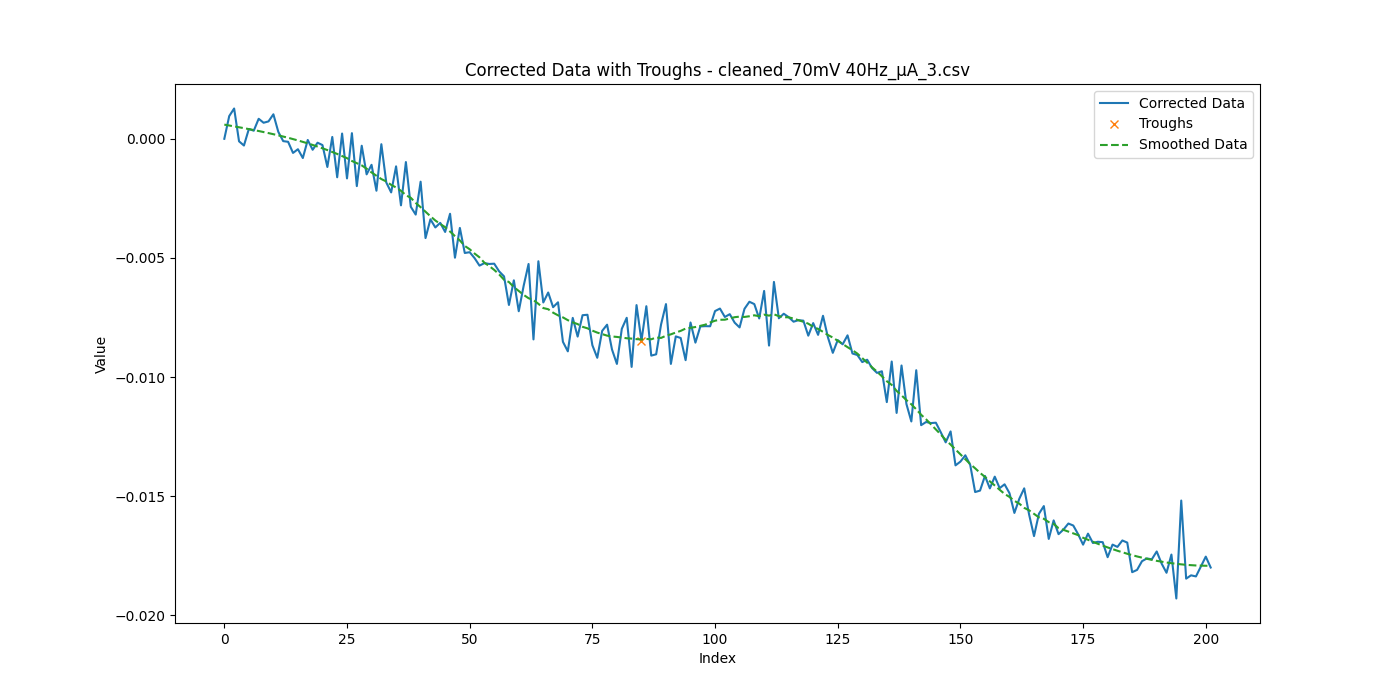 Corrected Data with Troughs - cleaned_70mV 40Hz_µA_3.csv
Corrected Data
Troughs
Smoothed Data
Value
0.000
−0.005
−0.010
−0.015
−0.020
0 25 50 75 100 125 150 175 200
Index